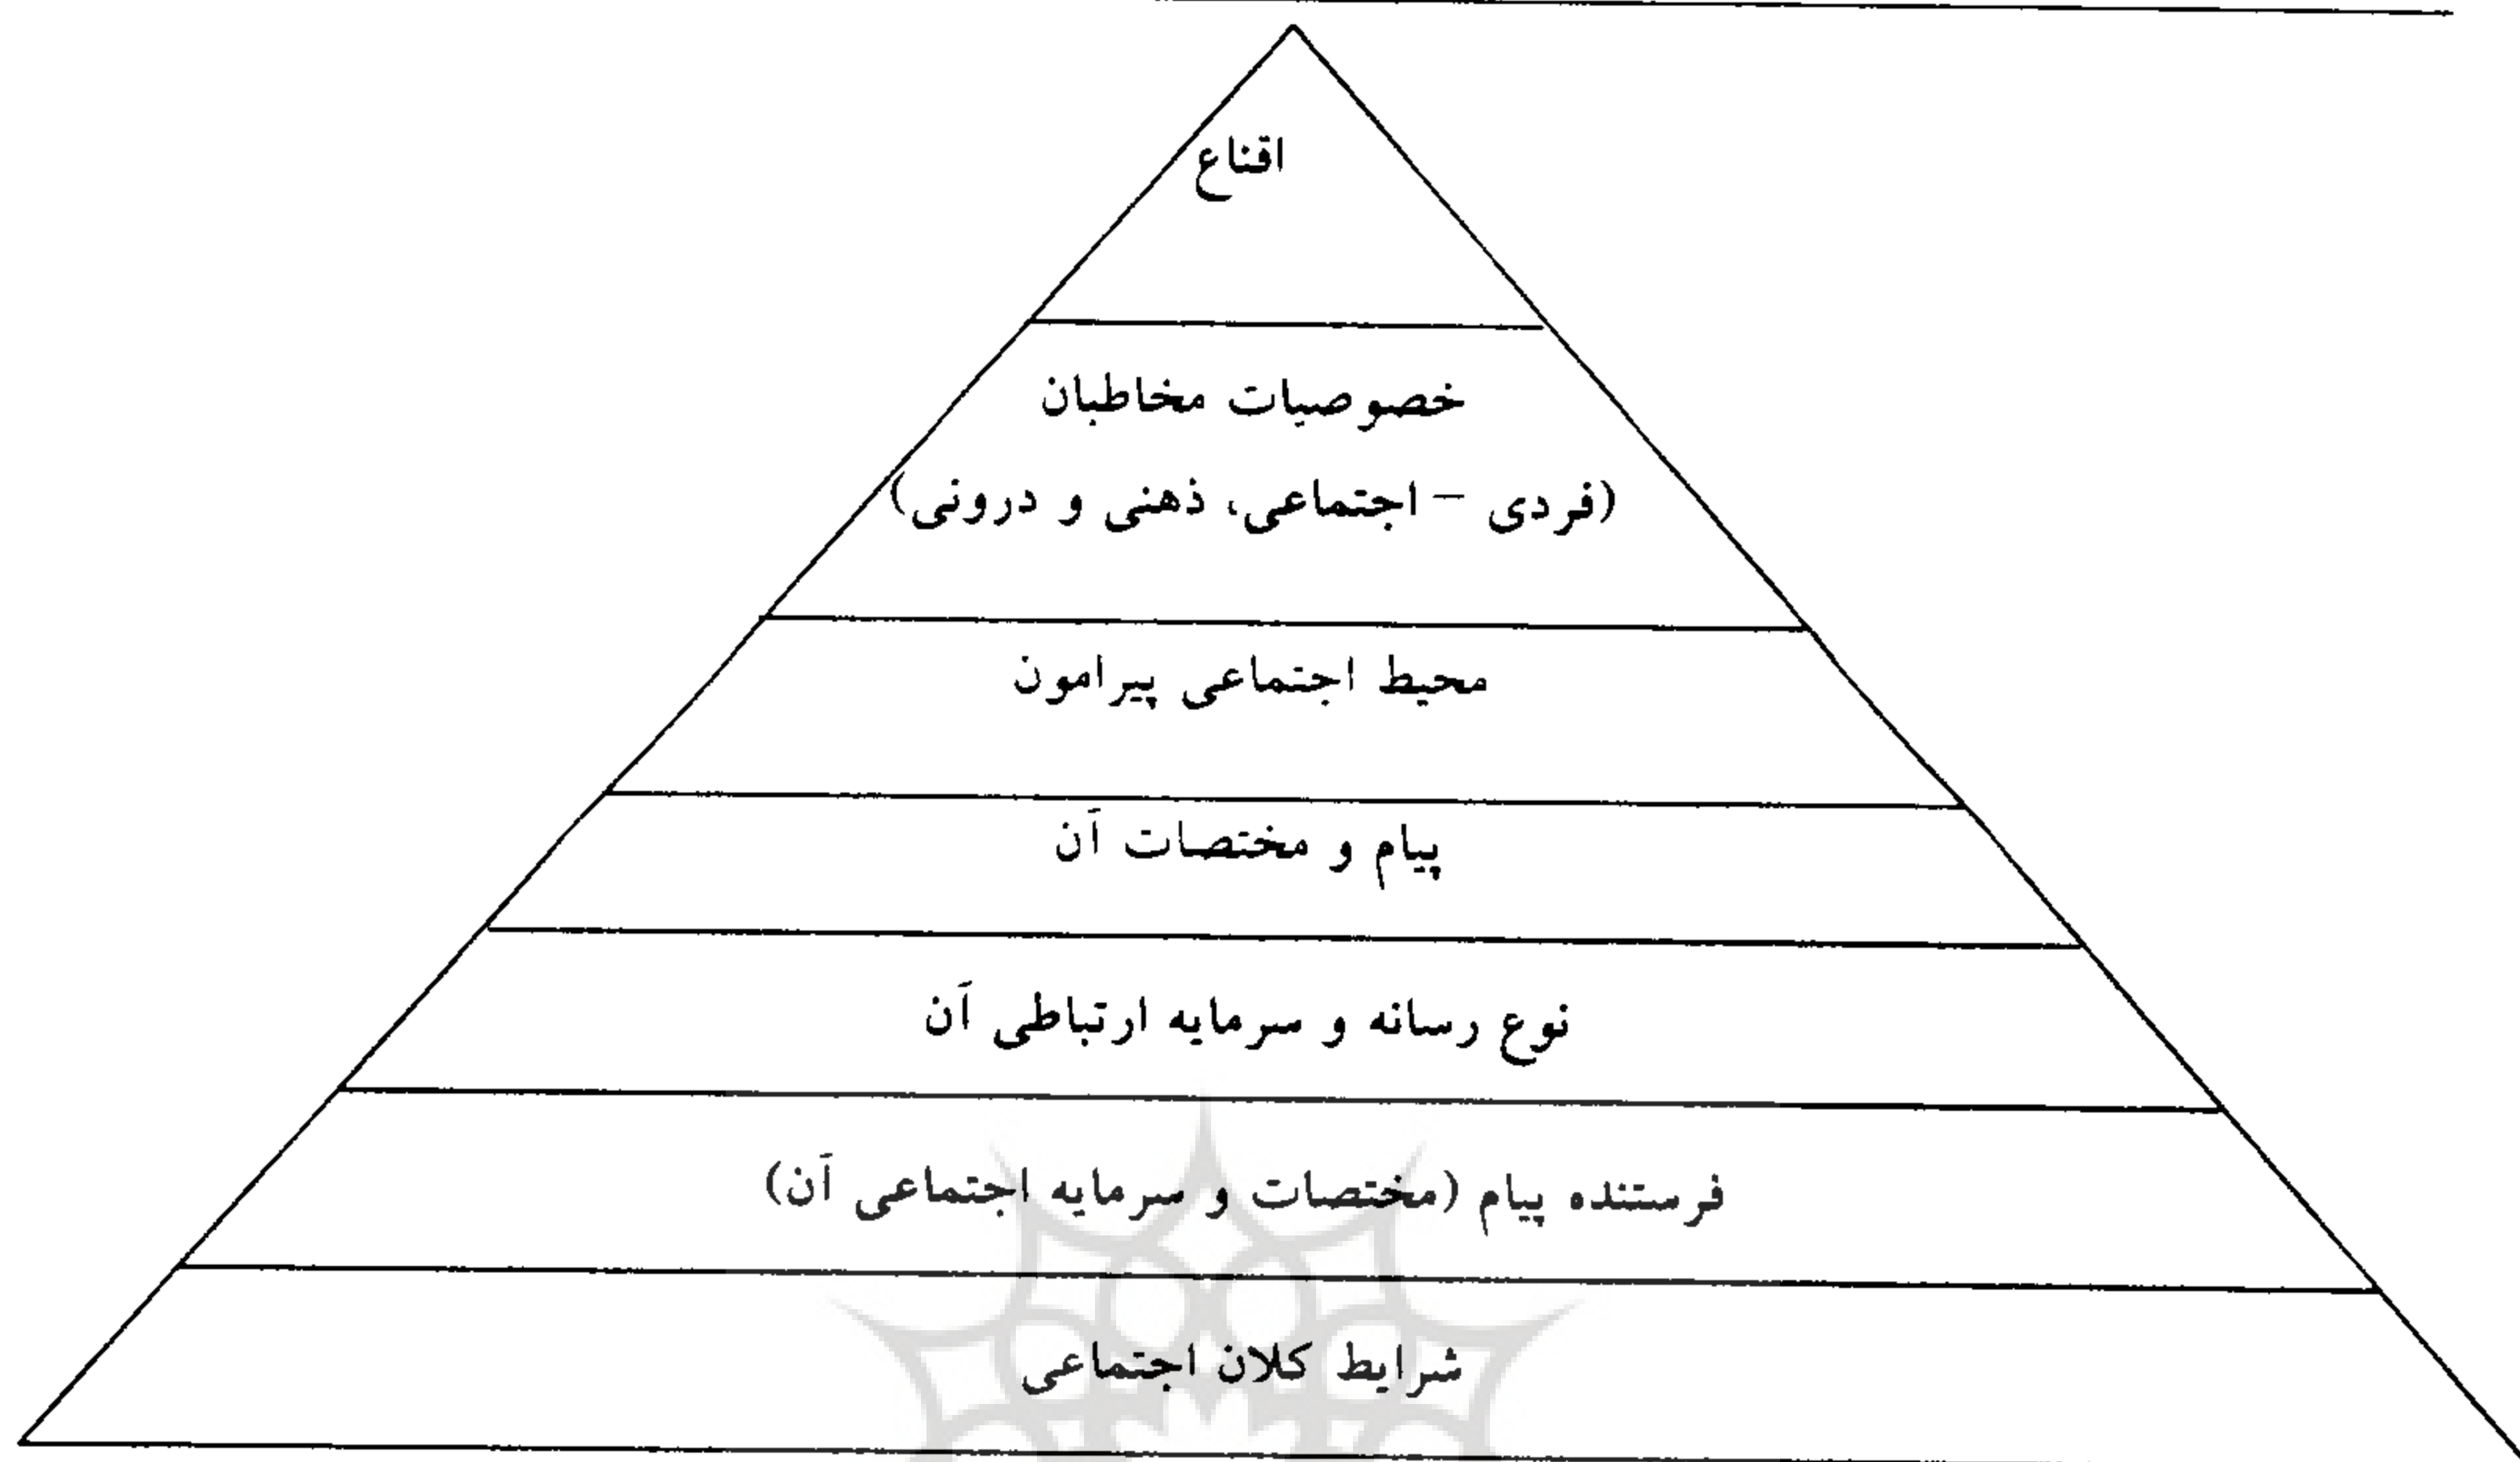 اقناع
خصوصیات مخاطبان
(فردی – اجتماعی، ذهنی و درونی)
محیط اجتماعی پیرامون
پیام و مختصات آن
نوع رسانه و سرمایه ارتباطی آن
فرستنده پیام (مختصات و سرمایه اجتماعی آن)
شرایط کلان اجتماعی